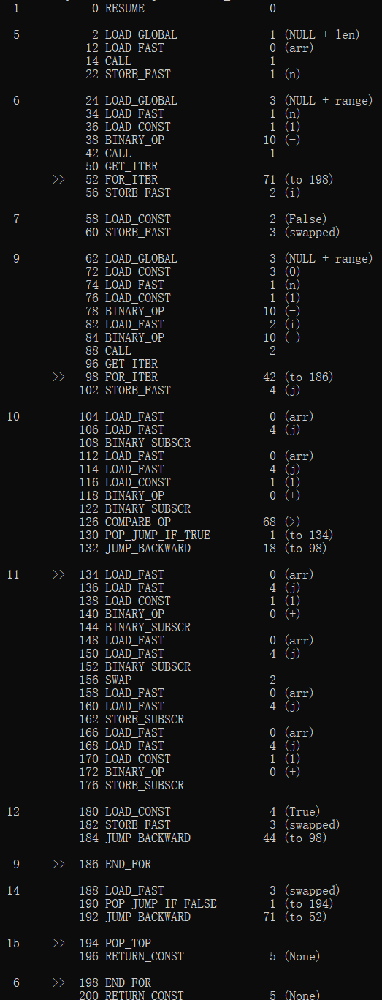 1 0 RESUME 0
5 2 LOAD_GLOBAL 1 (NULL + len)
12 LOAD_FAST 0 (arr)
14 CALL 1
22 STORE_FAST 1 (n)
6 24 LOAD_GLOBAL 3 (NULL + range)
34 LOAD_FAST 1 (n)
36 LOAD_CONST 1 (1)
38 BINARY_OP 10 (-)
42 CALL 1
50 GET_ITER
>> 52 FOR_ITER 71 (to 198)
56 STORE_FAST 2 (i)
7 58 LOAD_CONST 2 (False)
60 STORE_FAST 3 (swapped)
9 62 LOAD_GLOBAL 3 (NULL + range)
72 LOAD_CONST 3 (0)
74 LOAD_FAST 1 (n)
76 LOAD_CONST 1 (1)
78 BINARY_OP 10 (-)
82 LOAD_FAST 2 (i)
84 BINARY_OP 10 (-)
88 CALL 2
96 GET_ITER
>> 98 FOR_ITER 42 (to 186)
102 STORE_FAST 4 (j)
10 104 LOAD_FAST 0 (arr)
106 LOAD_FAST 4 (j)
108 BINARY_SUBSCR
112 LOAD_FAST 0 (arr)
114 LOAD_FAST 4 (j)
116 LOAD_CONST 1 (1)
118 BINARY_OP 0 (+)
122 BINARY_SUBSCR
126 COMPARE_OP 68 (>)
130 POP_JUMP_IF_TRUE 1 (to 134)
132 JUMP_BACKWARD 18 (to 98)
11 >> 134 LOAD_FAST 0 (arr)
136 LOAD_FAST 4 (j)
138 LOAD_CONST 1 (1)
140 BINARY_OP 0 (+)
144 BINARY_SUBSCR
148 LOAD_FAST 0 (arr)
150 LOAD_FAST 4 (j)
152 BINARY_SUBSCR
156 SWAP 2
158 LOAD_FAST 0 (arr)
160 LOAD_FAST 4 (j)
162 STORE_SUBSCR
166 LOAD_FAST 0 (arr)
168 LOAD_FAST 4 (j)
170 LOAD_CONST 1 (1)
172 BINARY_OP 0 (+)
176 STORE_SUBSCR
12 180 LOAD_CONST 4 (True)
182 STORE_FAST 3 (swapped)
184 JUMP_BACKWARD 44 (to 98)
9 >> 186 END_FOR
14 188 LOAD_FAST 3 (swapped)
190 POP_JUMP_IF_FALSE 1 (to 194)
192 JUMP_BACKWARD 71 (to 52)
15 >> 194 POP_TOP
196 RETURN_CONST 5 (None)
6 >> 198 END_FOR
200 RETURN_CONST 5 (None)